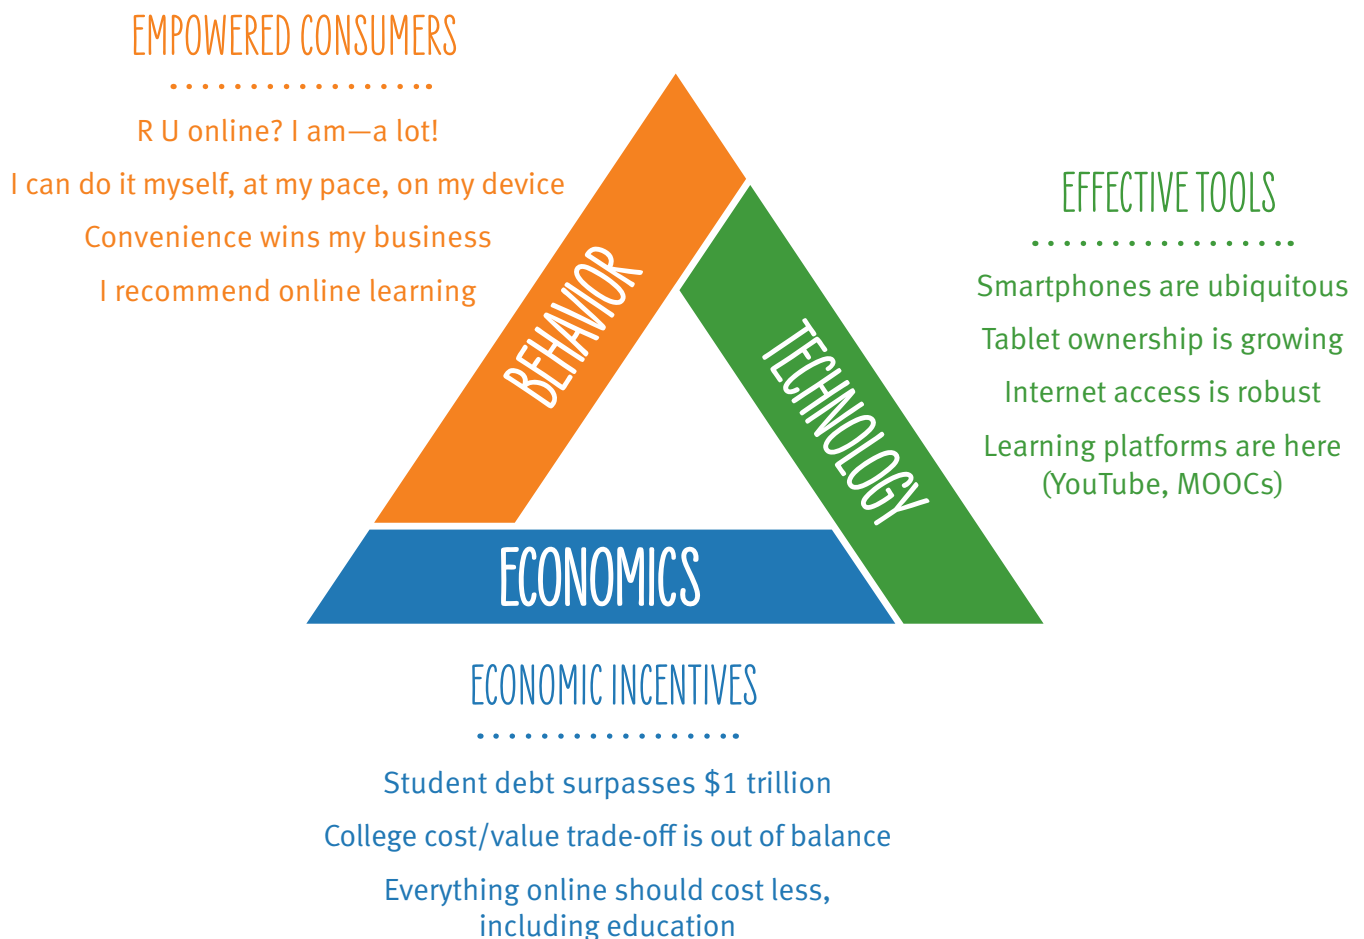 EMPOWERED CONSUMERS
R U online? I am—a lot!
I can do it myself, at my pace, on my device
Convenience wins my business
I recommend online learning
BEHAVIOR
EFFECTIVE TOOLS
Smartphones are ubiquitous
Tablet ownership is growing
Internet access is robust
Learning platforms are here
(YouTube, MOOCs)
TECHNOLOGY
ECONOMICS
ECONOMIC INCENTIVES
Student debt surpasses $1 trillion
College cost/value trade-off is out of balance
Everything online should cost less,
including education